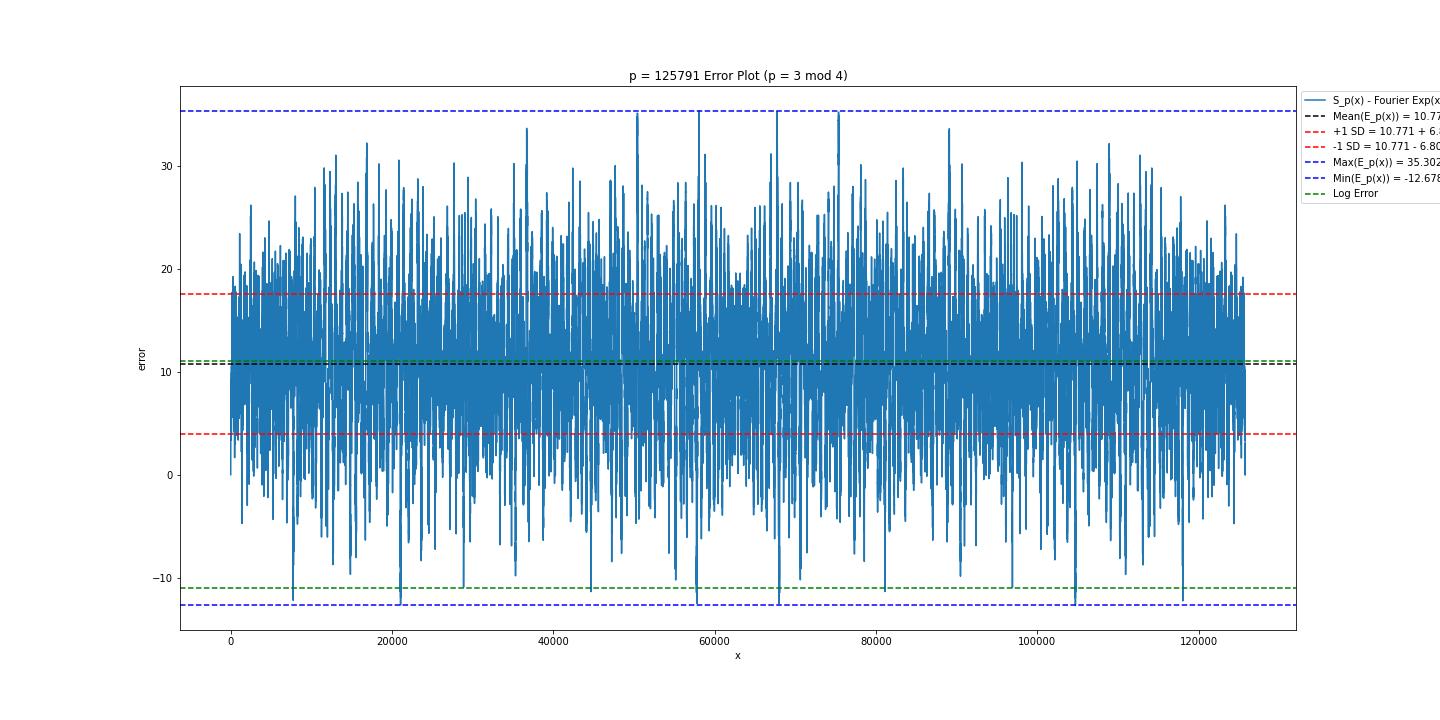 p = 125791 Error Plot (p = 3 mod 4)
S_p(x) - Fourier Exp(x
Mean(E_p(x)) = 10.77
+1 SD = 10.771 + 6.8
-1 SD = 10.771 - 6.80
Max(E_p(x)) = 35.302
Min(E_p(x)) = -12.678
Log Error
error
30
20
10
0
−10
0 20000 40000 60000 80000 100000 120000
x